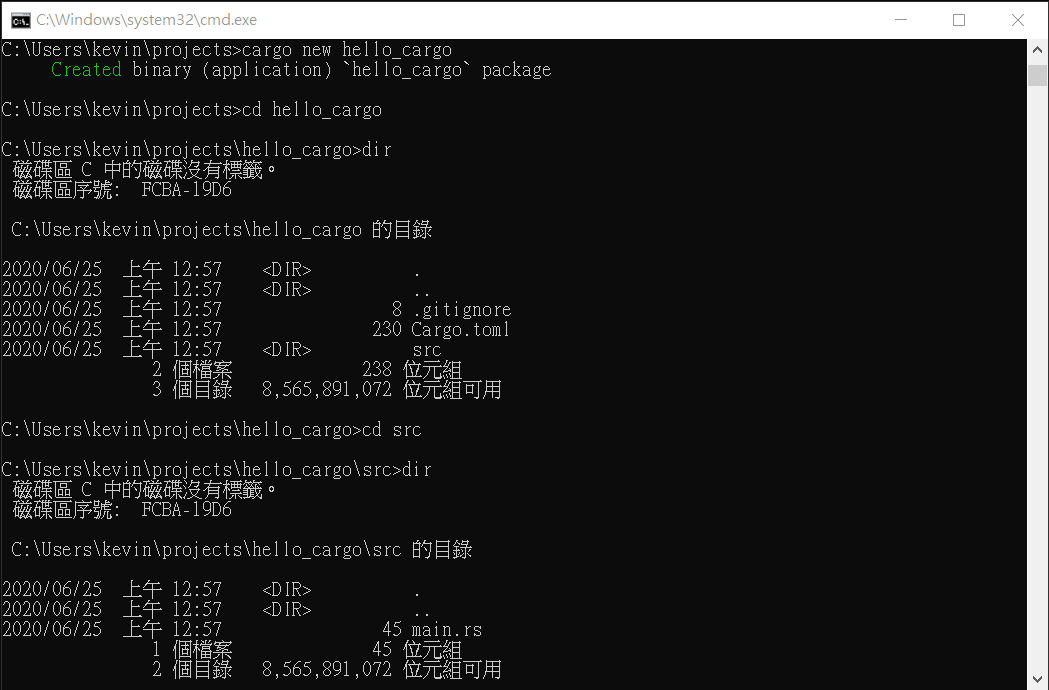 C:\Windows\system32\cmd.exe
C:\Users\kevin\projects>cargo new hello_cargo
     Created binary (application) `hello_cargo` package
C:\Users\kevin\projects>cd hello_cargo
C:\Users\kevin\projects\hello_cargo>dir
 磁碟區 C 中的磁碟沒有標籤。
 磁碟區序號:  FCBA-19D6
 C:\Users\kevin\projects\hello_cargo 的目錄
2020/06/25  上午 12:57    <DIR>          .
2020/06/25  上午 12:57    <DIR>          ..
2020/06/25  上午 12:57                 8 .gitignore
2020/06/25  上午 12:57               230 Cargo.toml
2020/06/25  上午 12:57    <DIR>          src
               2 個檔案             238 位元組
               3 個目錄   8,565,891,072 位元組可用
C:\Users\kevin\projects\hello_cargo>cd src
C:\Users\kevin\projects\hello_cargo\src>dir
 磁碟區 C 中的磁碟沒有標籤。
 磁碟區序號:  FCBA-19D6
 C:\Users\kevin\projects\hello_cargo\src 的目錄
2020/06/25  上午 12:57    <DIR>          .
2020/06/25  上午 12:57    <DIR>          ..
2020/06/25  上午 12:57                45 main.rs
               1 個檔案              45 位元組
               2 個目錄   8,565,891,072 位元組可用